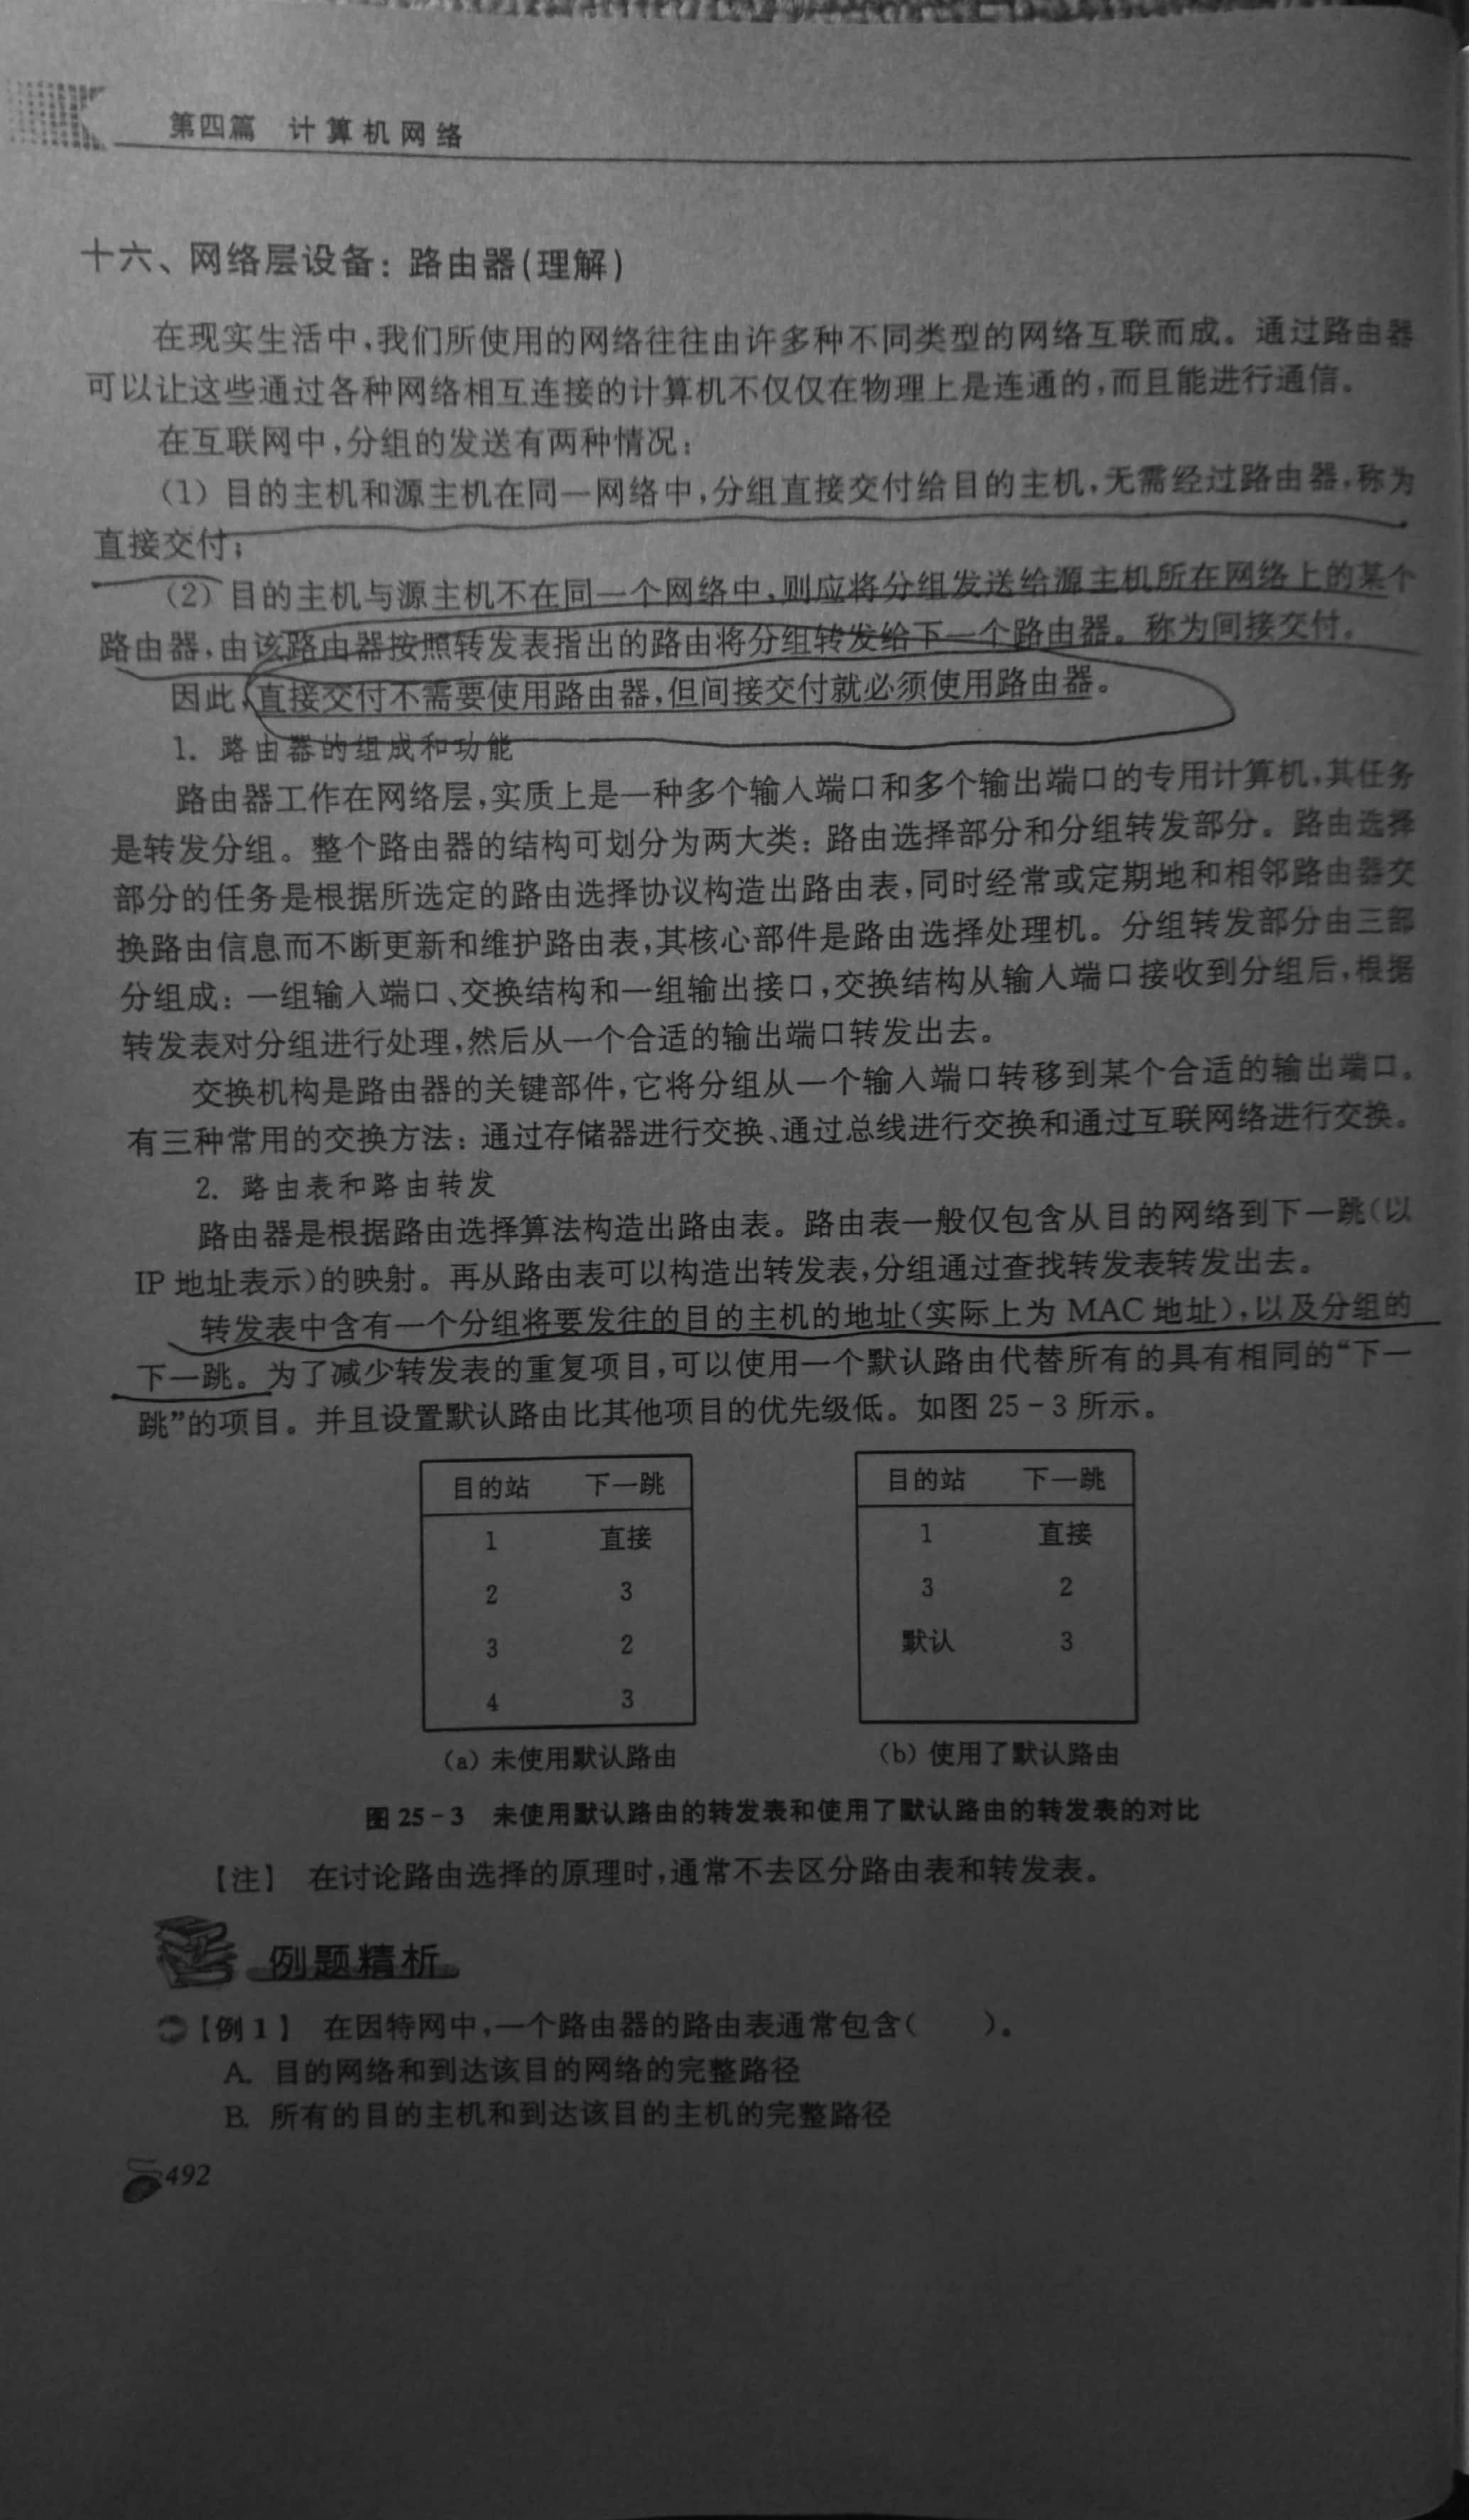 第四篇 计算机网络
十六、网络层设备：路由器（理解）
在现实生活中，我们所使用的网络往往由许多种不同类型的网络互联而成。通过路由器
可以让这些通过各种网络相互连接的计算机不仅仅在物理上是连通的，而且能进行通信。
在互联网中，分组的发送有两种情况：
（1）目的主机和源主机在同一网络中，分组直接交付给目的主机，无需经过路由器，称为
直接交付；
（2）目的主机与源主机不在同一个网络中，则应将分组发送给源主机所在网络上的某个
路由器，由该路由器按照转发表指出的路由将分组转发给下一个路由器。称为间接交付。
因此，直接交付不需要使用路由器，但间接交付就必须使用路由器。
1. 路由器的组成和功能
路由器工作在网络层，实质上是一种多个输入端口和多个输出端口的专用计算机，其任务
是转发分组。整个路由器的结构可划分为两大类：路由选择部分和分组转发部分。路由选择
部分的任务是根据所选定的路由选择协议构造出路由表，同时经常或定期地和相邻路由器交
换路由信息而不断更新和维护路由表，其核心部件是路由选择处理机。分组转发部分由三部
分组成：一组输入端口、交换结构和一组输出接口，交换结构从输入端口接收到分组后，根据
转发表对分组进行处理，然后从一个合适的输出端口转发出去。
交换机构是路由器的关键部件，它将分组从一个输入端口转移到某个合适的输出端口。
有三种常用的交换方法：通过存储器进行交换、通过总线进行交换和通过互联网络进行交换。
2. 路由表和路由转发
路由器是根据路由选择算法构造出路由表。路由表一般仅包含从目的网络到下一跳（以
IP 地址表示）的映射。再从路由表可以构造出转发表，分组通过查找转发表转发出去。
转发表中含有一个分组将要发往的目的主机的地址（实际上为 MAC 地址），以及分组的
下一跳。为了减少转发表的重复项目，可以使用一个默认路由代替所有的具有相同的“下一
跳”的项目。并且设置默认路由比其他项目的优先级低。如图 25-3 所示。
目的站 下一跳
1 直接
2 3
3 2
4 3
（a）未使用默认路由
目的站 下一跳
1 直接
3 2
默认 3
（b）使用了默认路由
图 25-3 未使用默认路由的转发表和使用了默认路由的转发表的对比
【注】 在讨论路由选择的原理时，通常不去区分路由表和转发表。
例题精析
【例 1】 在因特网中，一个路由器的路由表通常包含（ ）。
A. 目的网络和到达该目的网络的完整路径
B. 所有的目的主机和到达该目的主机的完整路径
492